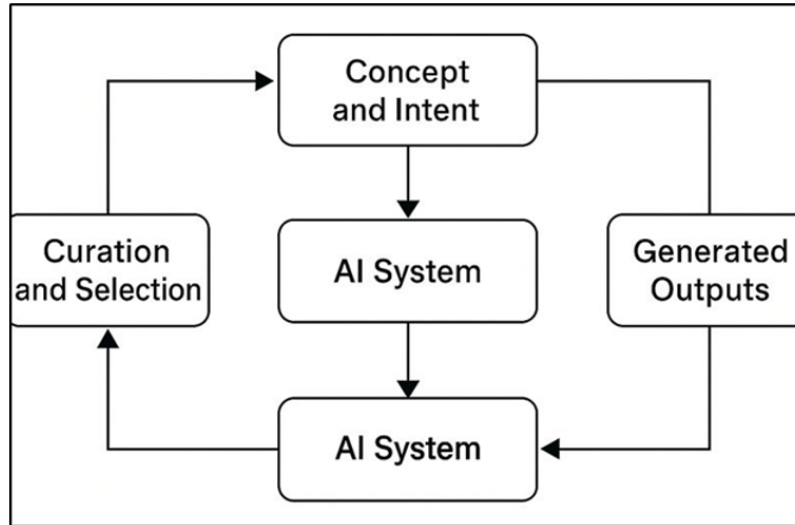 Concept
and Intent
Curation
and Selection
AI System
Generated
Outputs
AI System